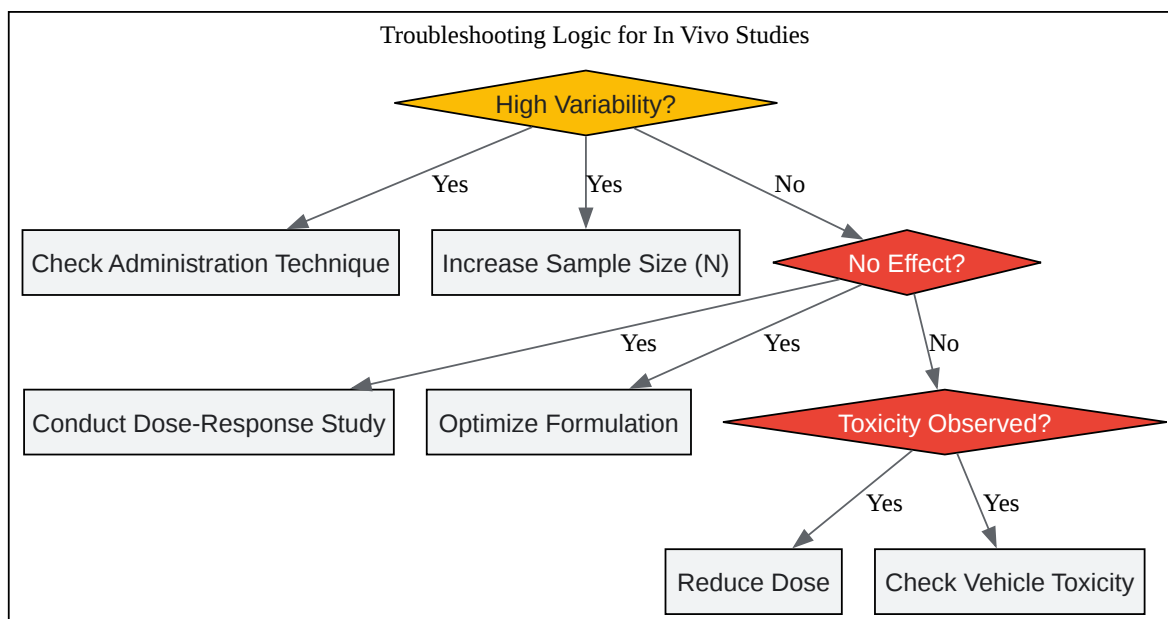 Troubleshooting Logic for In Vivo Studies
High Variability?
Yes
Yes
No
Check Administration Technique
Increase Sample Size (N)
No Effect?
Yes
Yes
No
Conduct Dose-Response Study
Optimize Formulation
Toxicity Observed?
Yes
Yes
Reduce Dose
Check Vehicle Toxicity